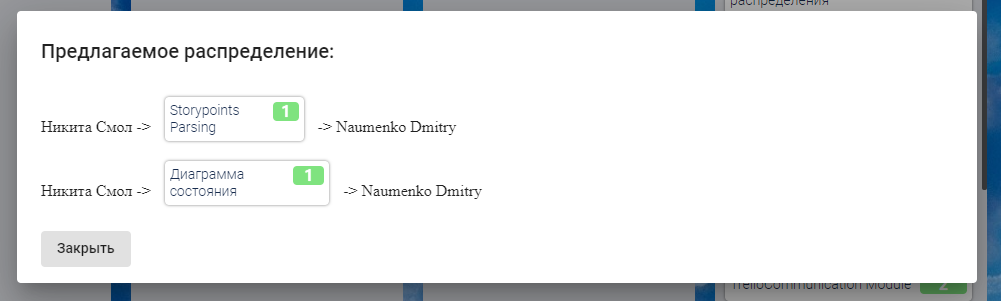 распределения
Предлагаемое распределение:
Никита Смол -> Storypoints Parsing 1 -> Naumenko Dmitry
Никита Смол -> Диаграмма состояния 1 -> Naumenko Dmitry
Закрыть
TrelloCommunication Module 2